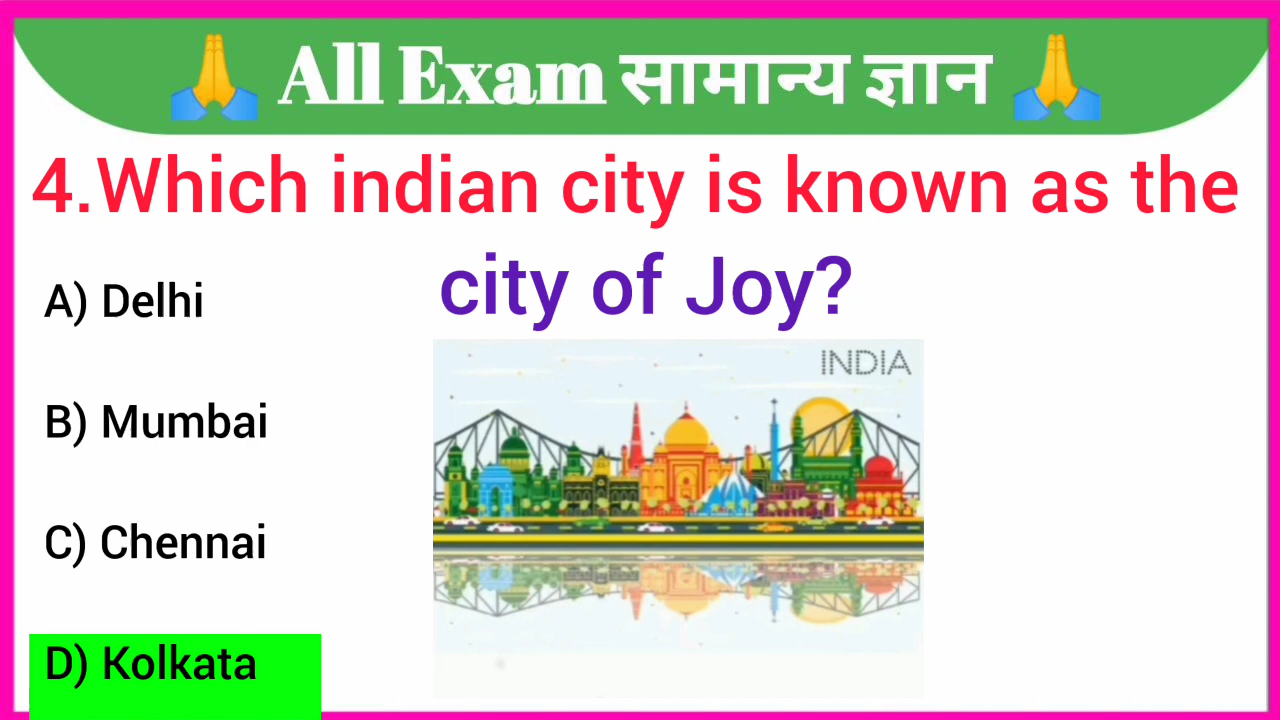 🙏 All Exam सामान्य ज्ञान 🙏
4.Which indian city is known as the
city of Joy?
A) Delhi
B) Mumbai
C) Chennai
D) Kolkata
INDIA